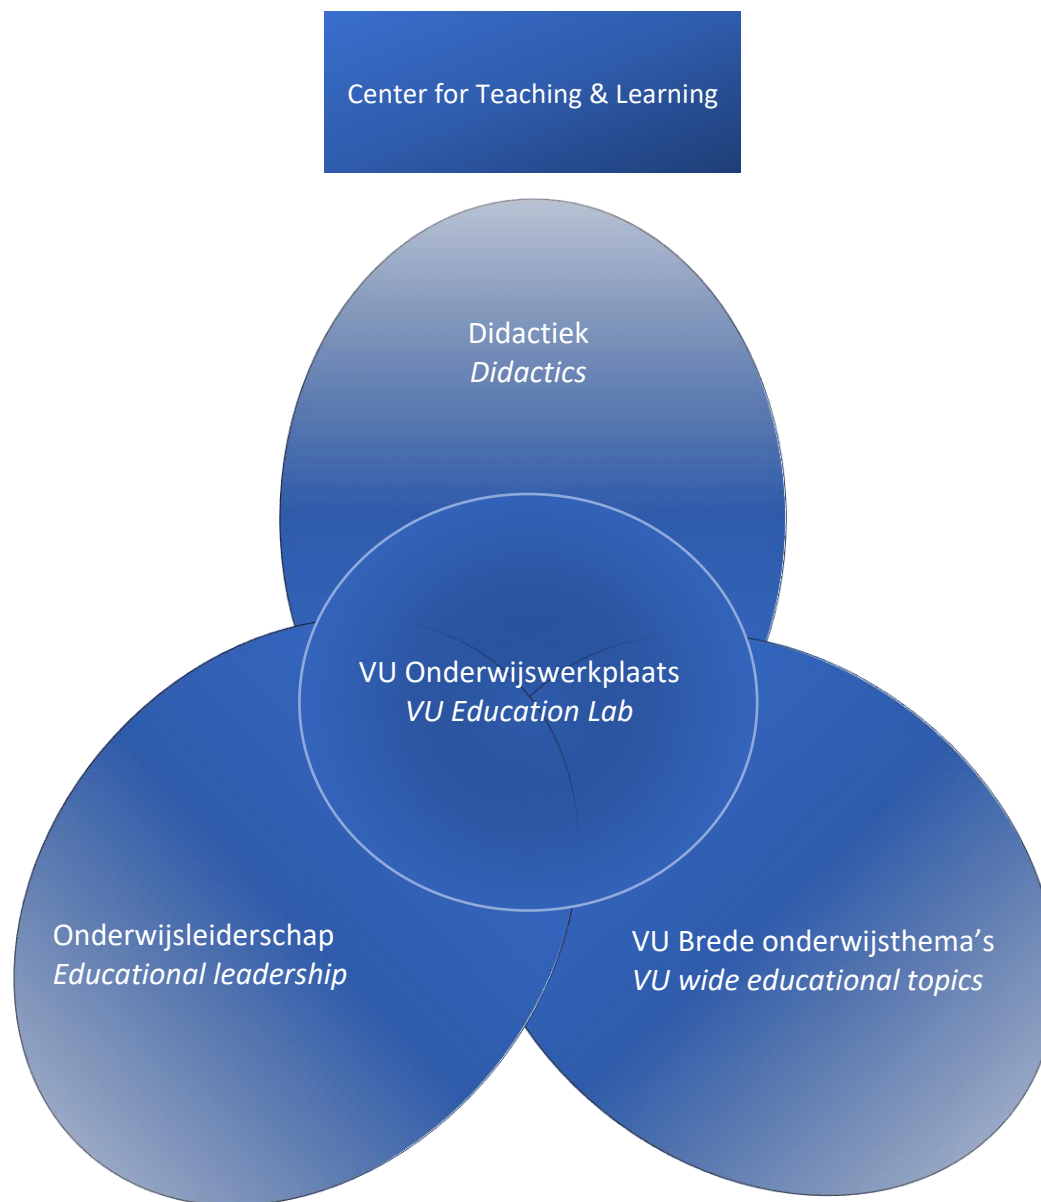 Center for Teaching & Learning
Didactiek
Didactics
VU Onderwijswerkplaats
VU Education Lab
Onderwijsleiderschap
Educational leadership
VU Brede onderwijsthema’s
VU wide educational topics